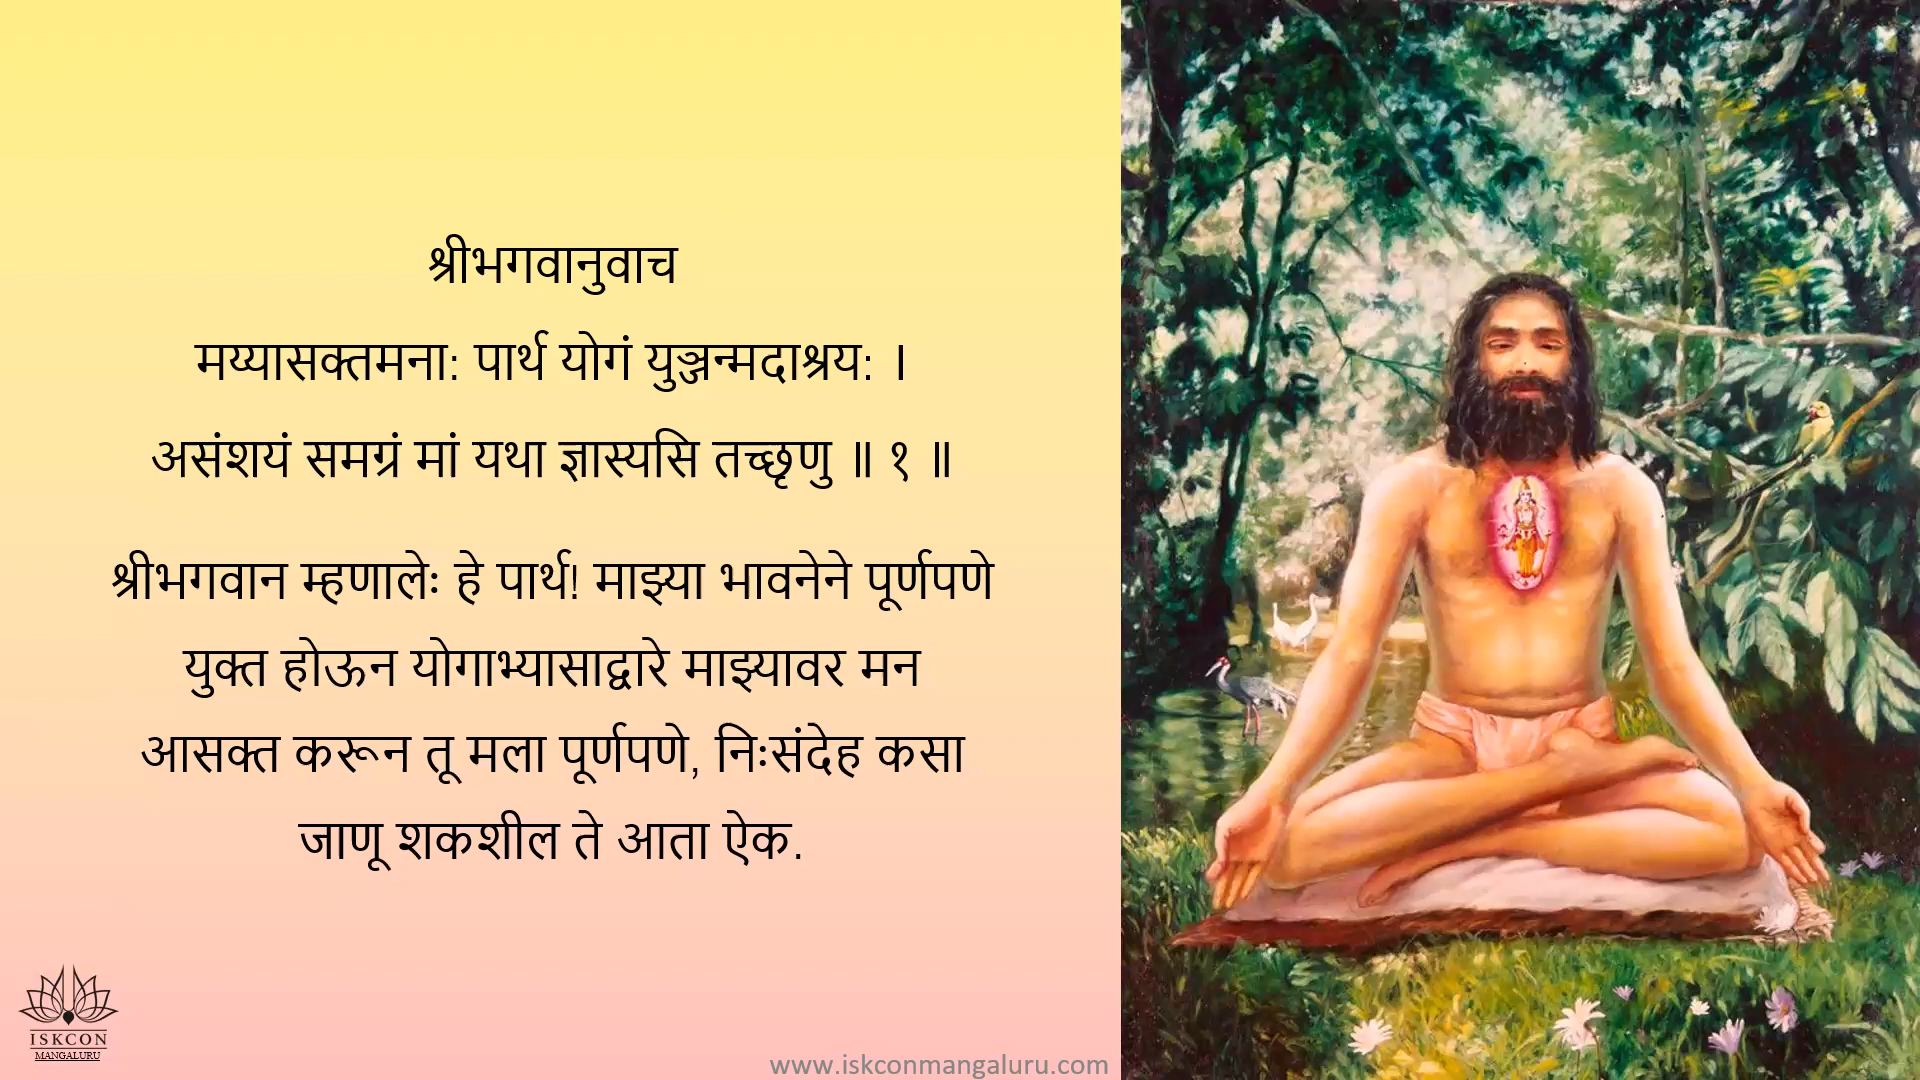 श्रीभगवानुवाच
मय्यासक्तमना: पार्थ योगं युञ्जन्मदाश्रय: ।
असंशयं समग्रं मां यथा ज्ञास्यसि तच्छृणु ॥ १ ॥
श्रीभगवान म्हणालेः हे पार्थ! माझ्या भावनेने पूर्णपणे
युक्त होऊन योगाभ्यासाद्वारे माझ्यावर मन
आसक्त करून तू मला पूर्णपणे, निःसंदेह कसा
जाणू शकशील ते आता ऐक.
ISKCON
MANGALURU
www.iskconmangaluru.com